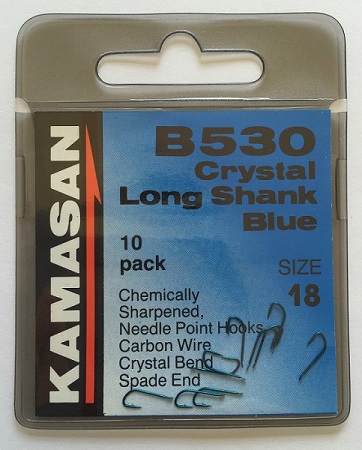 KAMASAN
B530
Crystal
Long Shank
Blue
10
pack
SIZE
18
Chemically
Sharpened,
Needle Point Hooks
Carbon Wire
Crystal Bend
Spade End